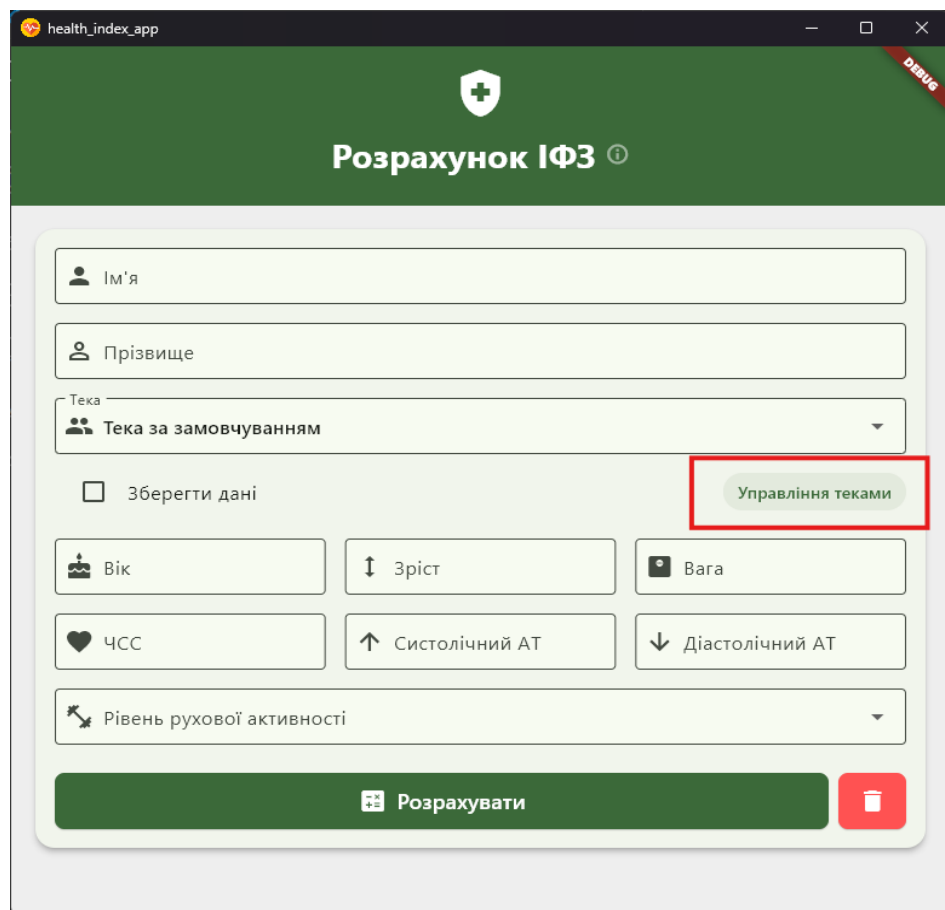 health_index_app
DEBUG
Розрахунок ІФЗ
Ім'я
Прізвище
Тека
Тека за замовчуванням
Зберегти дані
Управління теками
Вік
Зріст
Вага
ЧСС
Систолічний АТ
Діастолічний АТ
Рівень рухової активності
Розрахувати